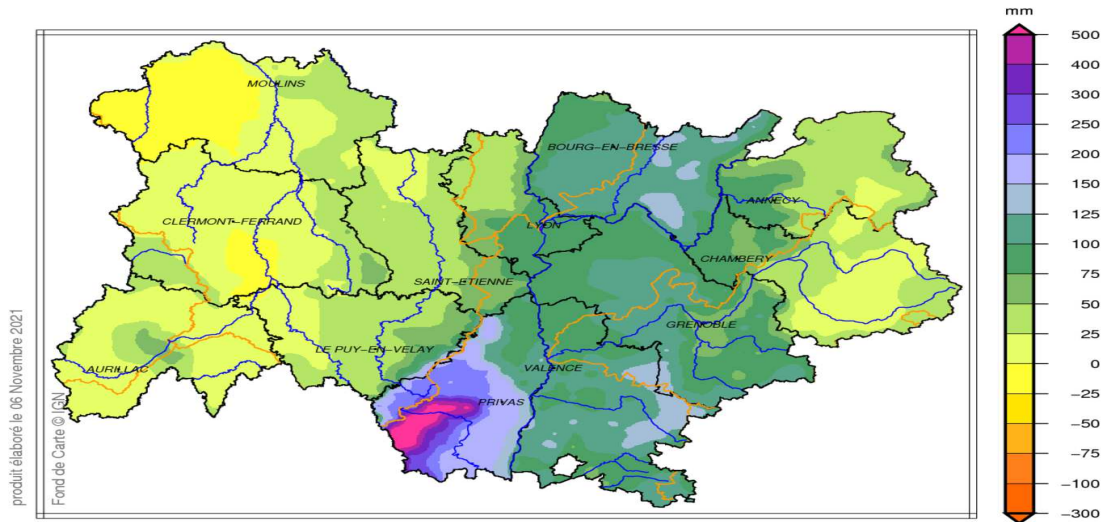 mm
500
400
300
250
200
150
125
100
75
50
25
0
−25
−50
−75
−100
−300
MOULINS
BOURG−EN−BRESSE
ANNECY
CLERMONT−FERRAND
LYON
CHAMBERY
SAINT−ETIENNE
GRENOBLE
LE PUY−EN−VELAY
AURILLAC
VALENCE
PRIVAS
produit élaboré le 06 Novembre 2021
Fond de Carte © IGN